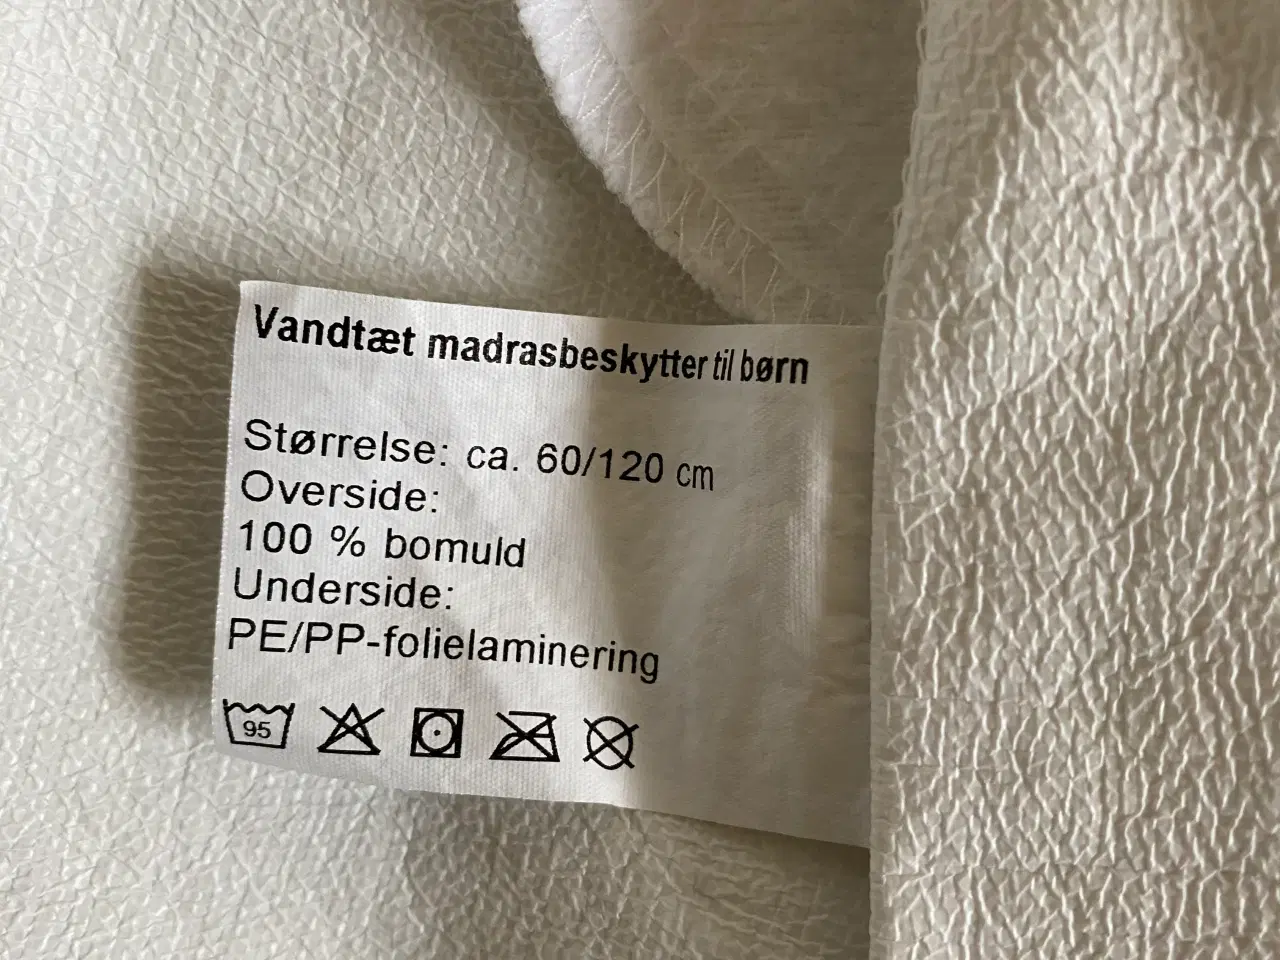 Vandtæt madrasbeskytter til børn
Størrelse: ca. 60/120 cm
Overside:
100 % bomuld
Underside:
PE/PP-folielaminering
95